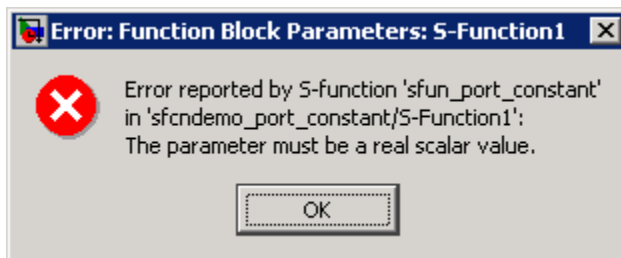 Error: Function Block Parameters: S-Function1
Error reported by S-function 'sfun_port_constant'
in 'sfcndemo_port_constant/S-Function1':
The parameter must be a real scalar value.
OK